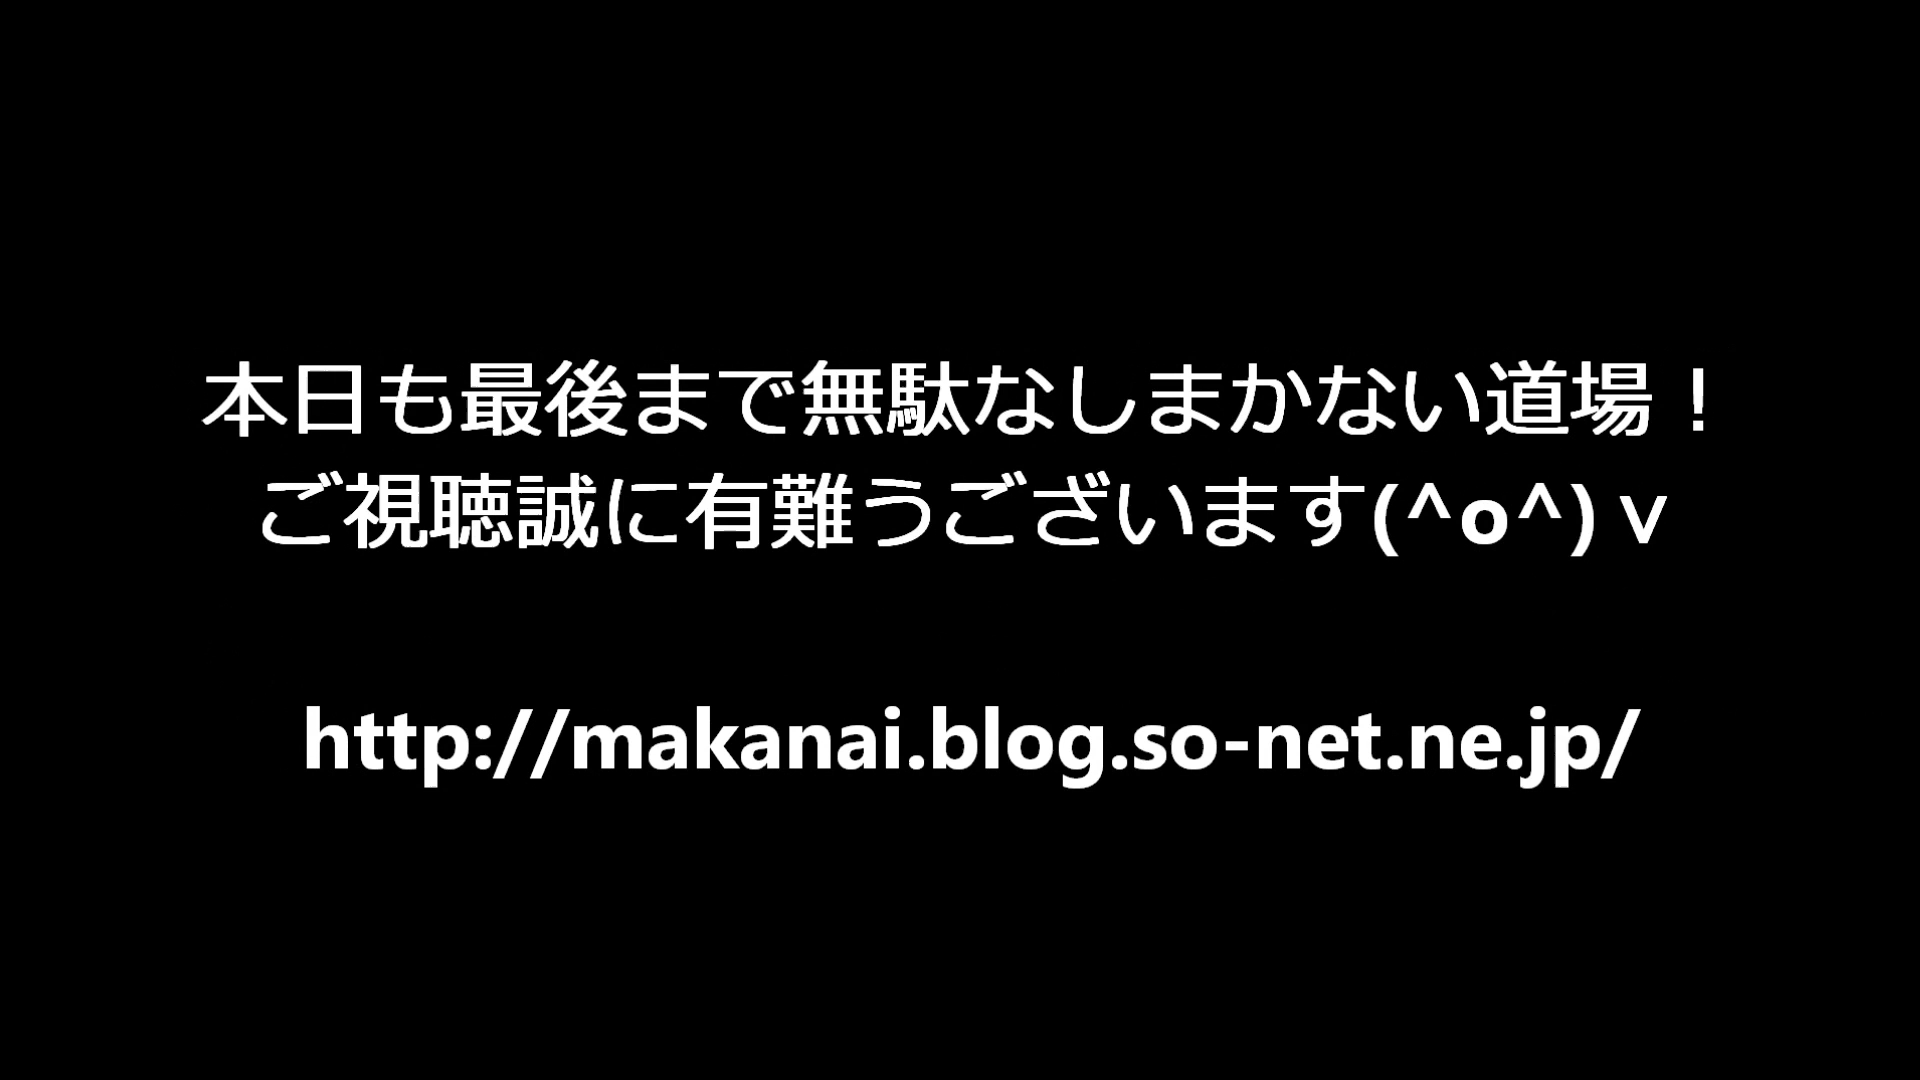 本日も最後まで無駄なしまかない道場！
ご視聴誠に有難うございます(^o^)ｖ
http://makanai.blog.so-net.ne.jp/